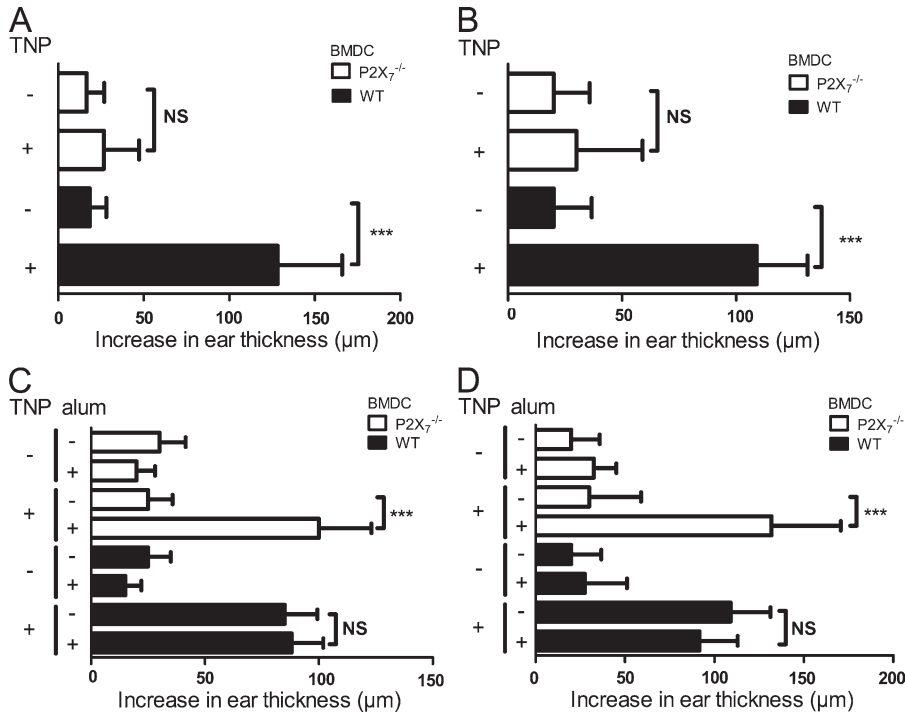 A
TNP
BMDC
P2X7-/-
WT
-
+
-
+
NS
***
0 50 100 150 200
Increase in ear thickness (µm)
B
TNP
BMDC
P2X7-/-
WT
-
+
-
+
NS
***
0 50 100 150
Increase in ear thickness (µm)
C
TNP alum
BMDC
P2X7-/-
WT
- -
+
+ -
+
- -
+
+ -
+
***
NS
0 50 100 150
Increase in ear thickness (µm)
D
TNP alum
BMDC
P2X7-/-
WT
- -
+
+ -
+
- -
+
+ -
+
***
NS
0 50 100 150 200
Increase in ear thickness (µm)